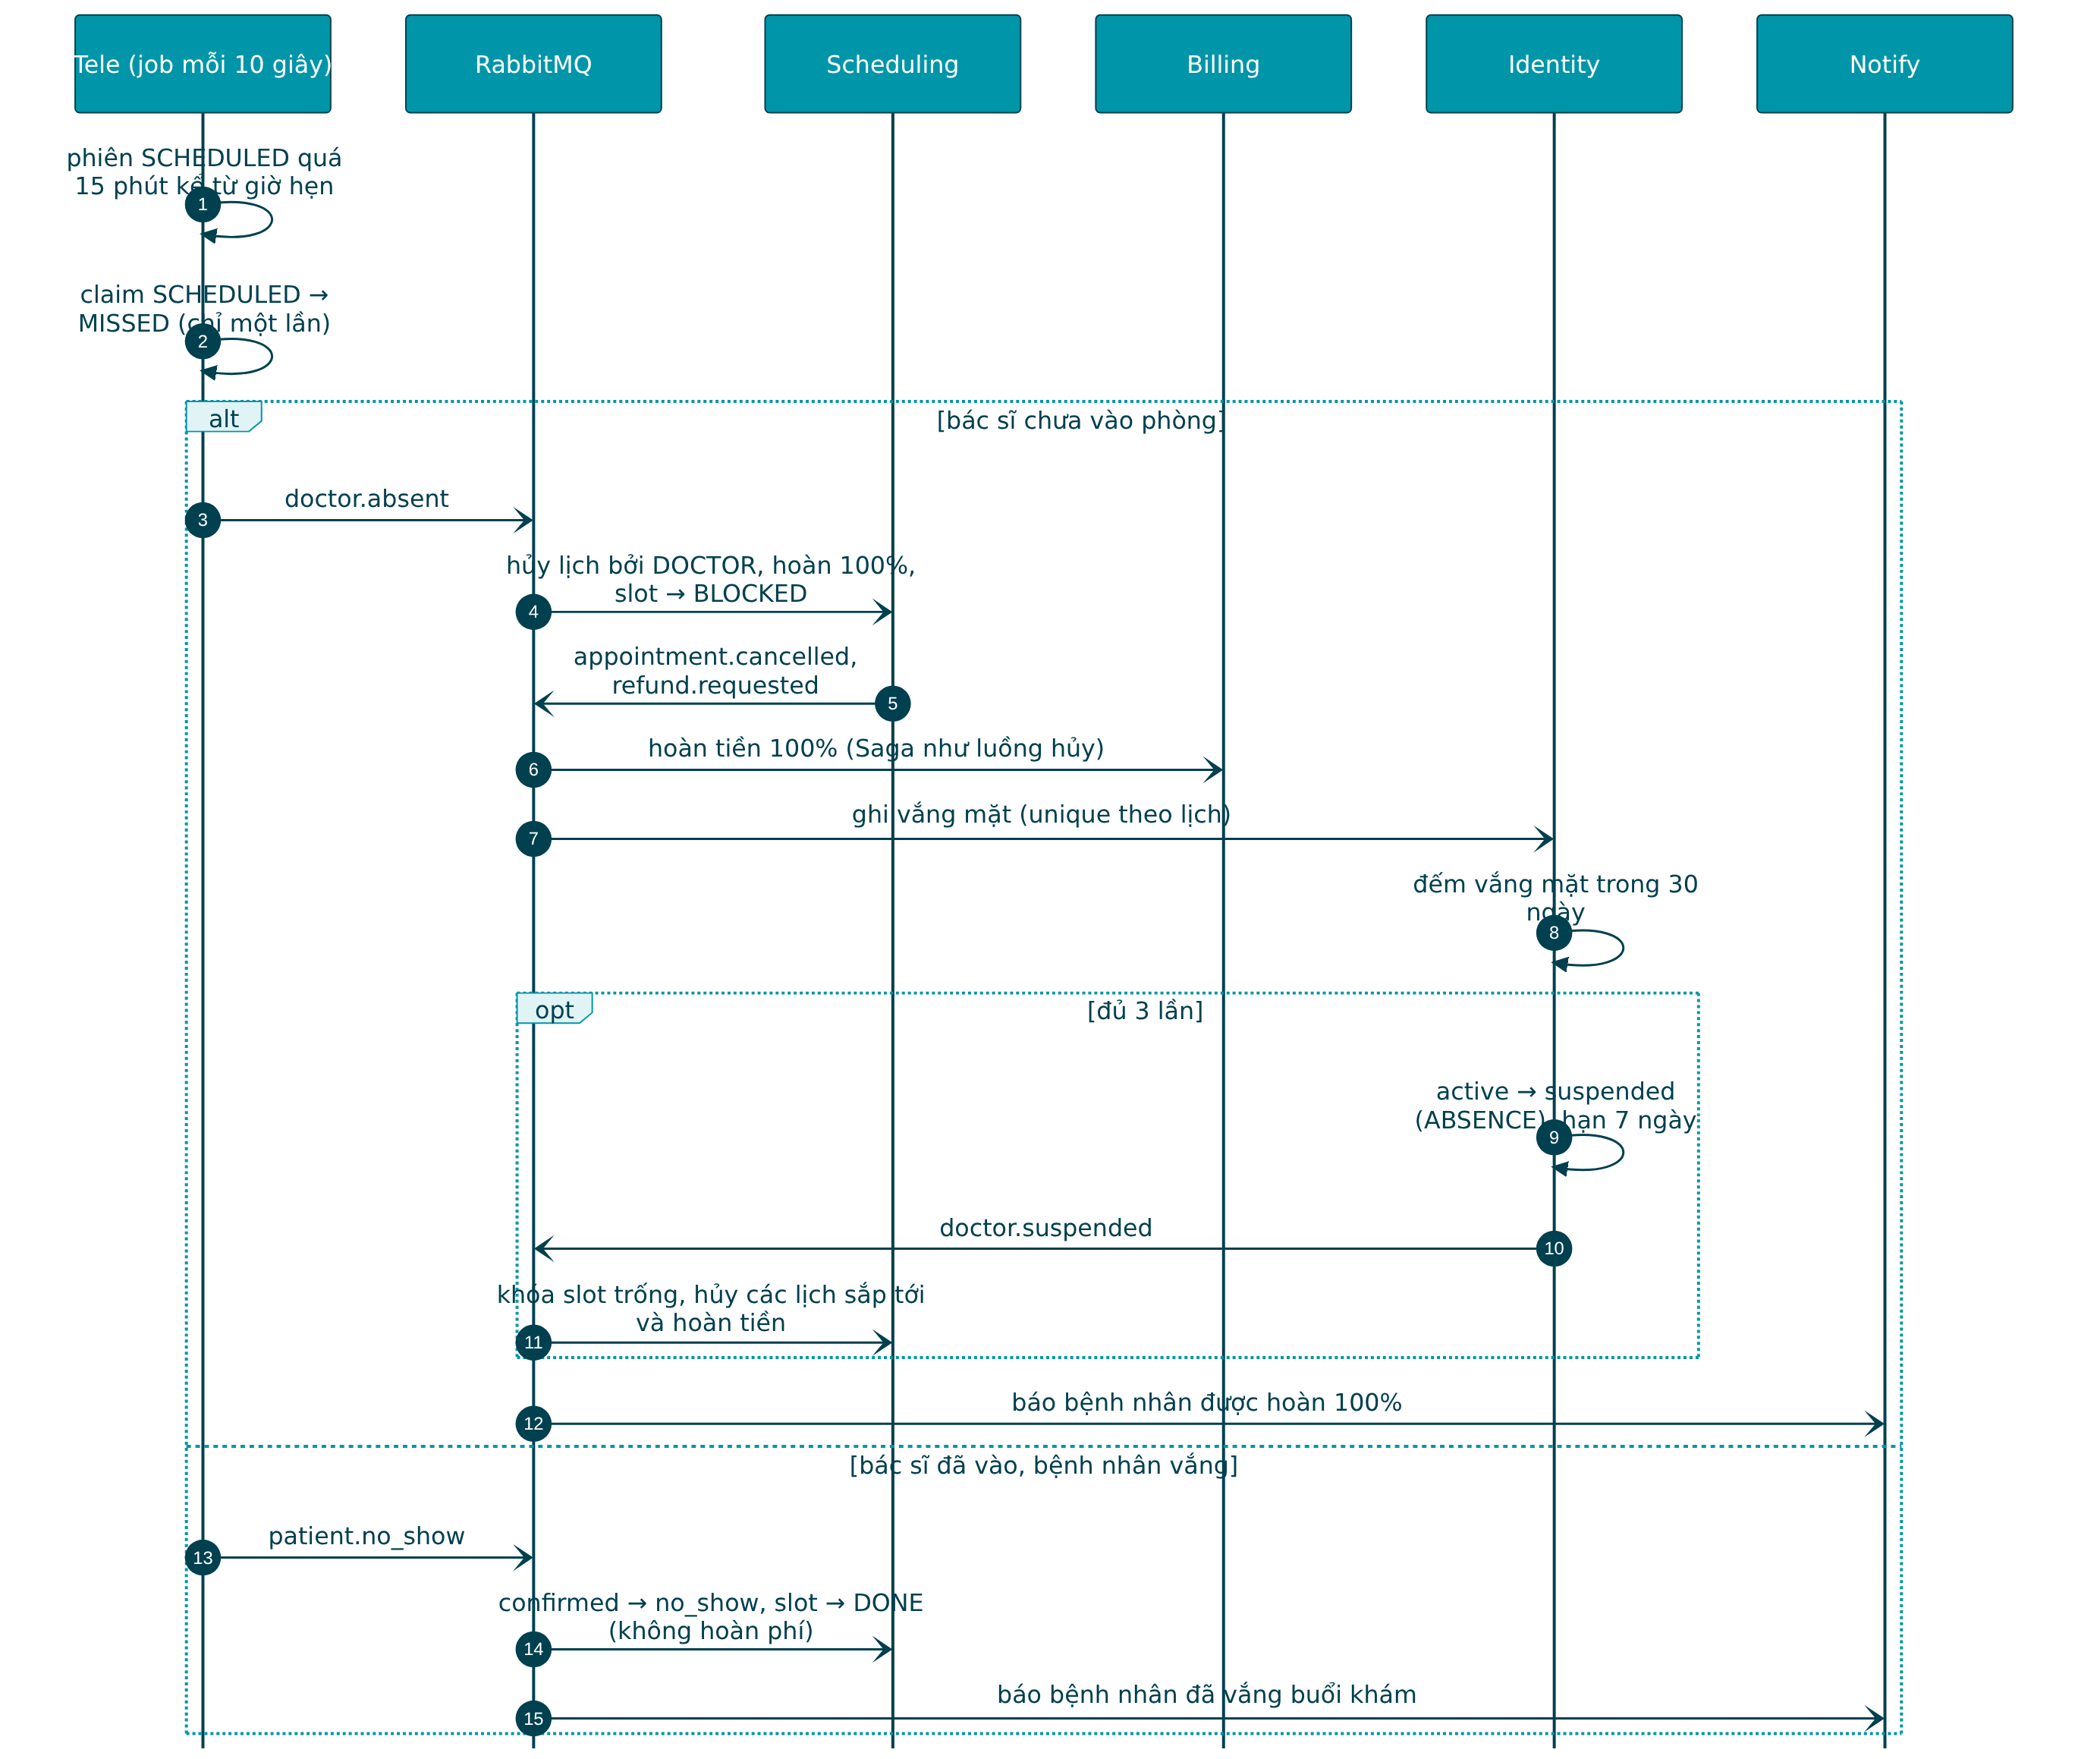 Tele (job mỗi 10 giây)
RabbitMQ
Scheduling
Billing
Identity
Notify
phiên SCHEDULED quá
15 phút kể từ giờ hẹn
1
claim SCHEDULED →
MISSED (chỉ một lần)
2
alt
[bác sĩ chưa vào phòng]
doctor.absent
3
hủy lịch bởi DOCTOR, hoàn 100%,
slot → BLOCKED
4
appointment.cancelled,
refund.requested
5
hoàn tiền 100% (Saga như luồng hủy)
6
ghi vắng mặt (unique theo lịch)
7
đếm vắng mặt trong 30
ngày
8
opt
[đủ 3 lần]
active → suspended
(ABSENCE), hạn 7 ngày
9
doctor.suspended
10
khóa slot trống, hủy các lịch sắp tới
và hoàn tiền
11
báo bệnh nhân được hoàn 100%
12
[bác sĩ đã vào, bệnh nhân vắng]
patient.no_show
13
confirmed → no_show, slot → DONE
(không hoàn phí)
14
báo bệnh nhân đã vắng buổi khám
15